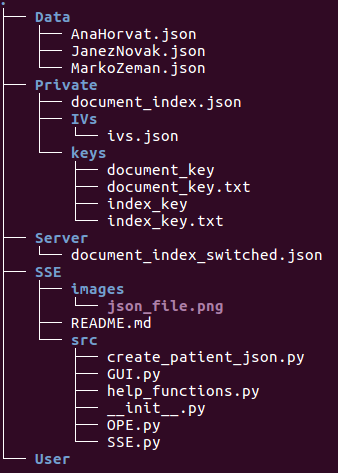 .
Data
AnaHorvat.json
JanezNovak.json
MarkoZeman.json
Private
document_index.json
IVs
ivs.json
keys
document_key
document_key.txt
index_key
index_key.txt
Server
document_index_switched.json
SSE
images
json_file.png
README.md
src
create_patient_json.py
GUI.py
help_functions.py
__init__.py
OPE.py
SSE.py
User